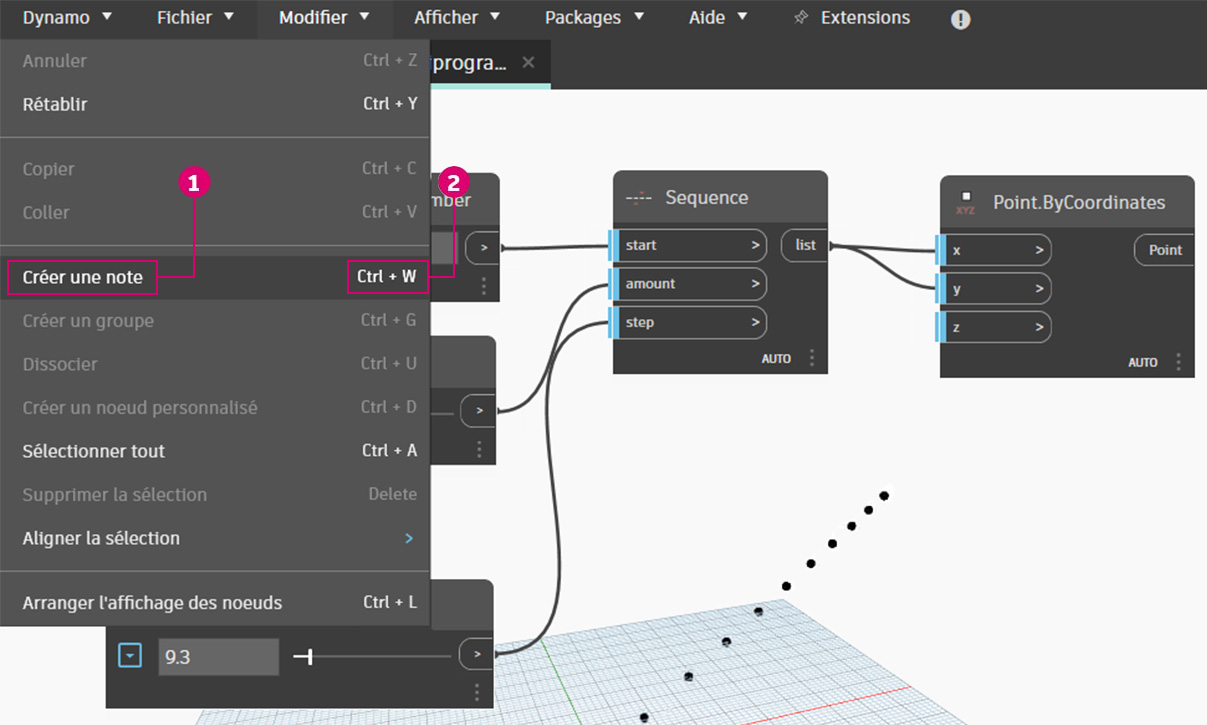 Dynamo Fichier Modifier Afficher Packages Aide Extensions
progra...
Annuler Ctrl + Z
Rétablir Ctrl + Y
Copier Ctrl + C
Coller Ctrl + V
1
2
Créer une note Ctrl + W
Créer un groupe Ctrl + G
Dissocier Ctrl + U
Créer un noeud personnalisé Ctrl + D
Sélectionner tout Ctrl + A
Supprimer la sélection Delete
Aligner la sélection >
Arranger l'affichage des noeuds Ctrl + L
mber
>
>
9.3 >
Sequence
start > list
amount >
step >
AUTO
XYZ Point.ByCoordinates
x > Point
y >
z >
AUTO